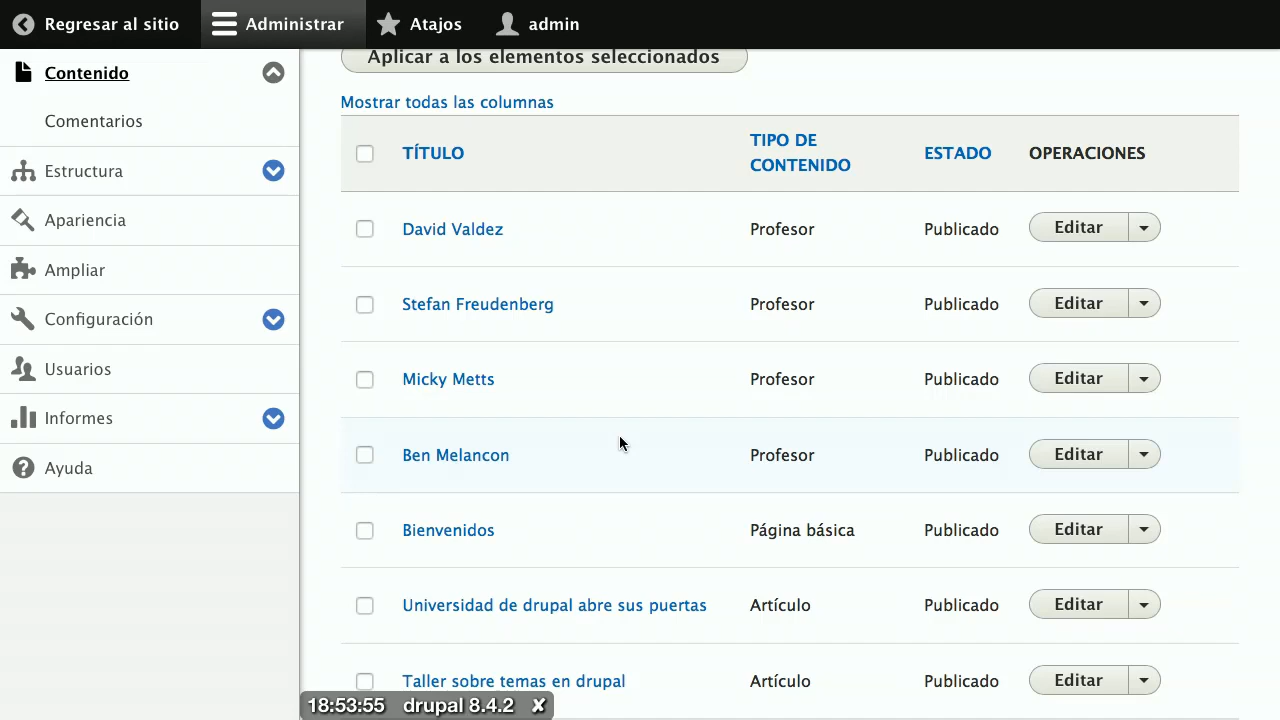 Regresar al sitio Administrar Atajos admin
Contenido
Comentarios
Estructura
Apariencia
Ampliar
Configuración
Usuarios
Informes
Ayuda
Aplicar a los elementos seleccionados
Mostrar todas las columnas
TÍTULO TIPO DE CONTENIDO ESTADO OPERACIONES
David Valdez Profesor Publicado Editar
Stefan Freudenberg Profesor Publicado Editar
Micky Metts Profesor Publicado Editar
Ben Melancon Profesor Publicado Editar
Bienvenidos Página básica Publicado Editar
Universidad de drupal abre sus puertas Artículo Publicado Editar
Taller sobre temas en drupal Artículo Publicado Editar
18:53:55 drupal 8.4.2 ✘